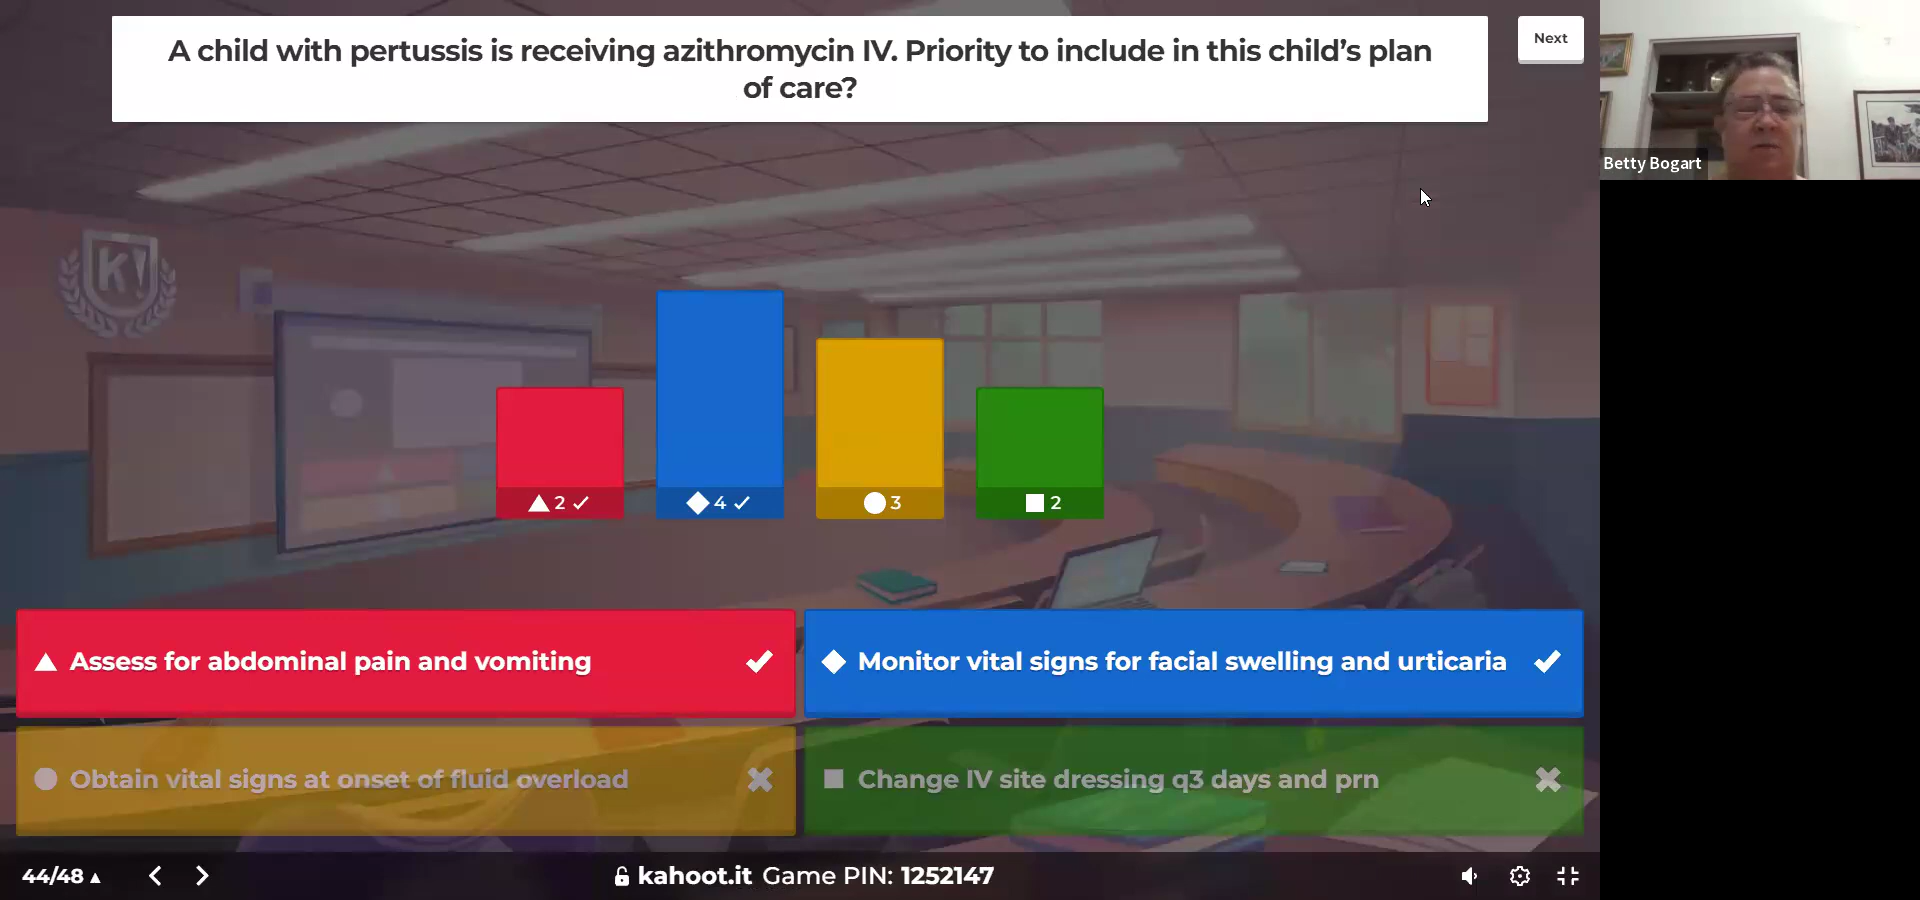 A child with pertussis is receiving azithromycin IV. Priority to include in this child's plan
of care?
Next
Betty Bogart
K!
2
4
3
2
Assess for abdominal pain and vomiting
Monitor vital signs for facial swelling and urticaria
Obtain vital signs at onset of fluid overload
Change IV site dressing q3 days and prn
44/48
kahoot.it Game PIN: 1252147